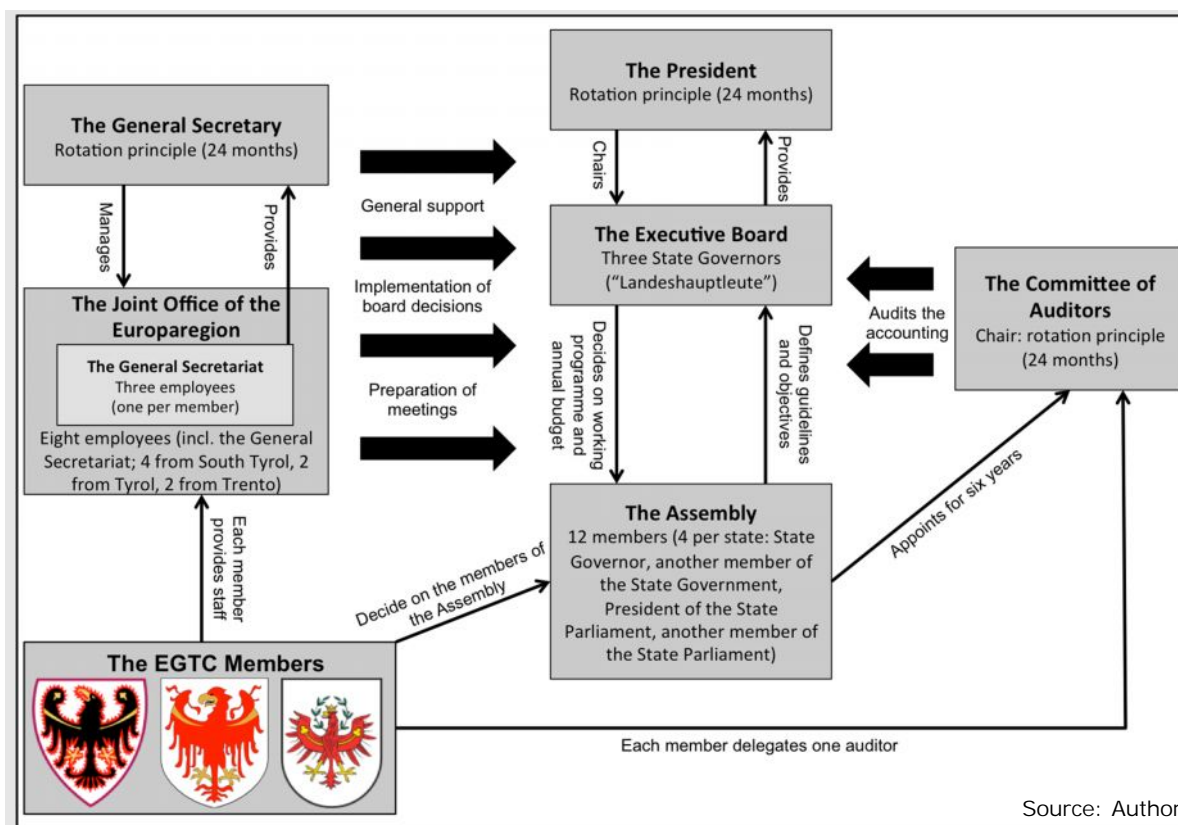 The President
Rotation principle (24 months)
The General Secretary
Rotation principle (24 months)
Chairs
Provides
Manages
Provides
General support
The Executive Board
Three State Governors
(“Landeshauptleute”)
The Joint Office of the
Europaregion
The General Secretariat
Three employees
(one per member)
Eight employees (incl. the General
Secretariat; 4 from South Tyrol, 2
from Tyrol, 2 from Trento)
Implementation of
board decisions
Preparation of
meetings
Audits the
accounting
The Committee of
Auditors
Chair: rotation principle
(24 months)
Decides on working
programme and
annual budget
Defines guidelines
and objectives
The Assembly
12 members (4 per state: State
Governor, another member of
the State Government,
President of the State
Parliament, another member of
the State Parliament)
Appoints for six years
Each member
provides staff
Decide on the members of
the Assembly
The EGTC Members
Each member delegates one auditor
Source: Author